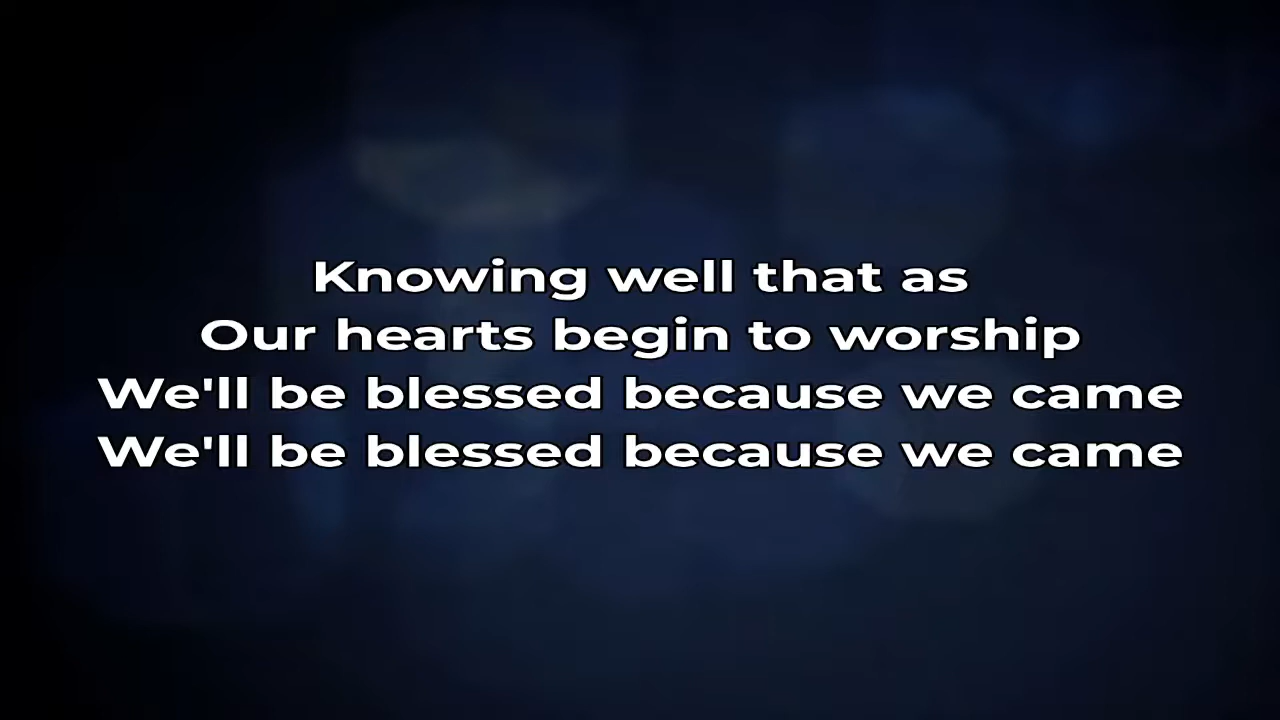 Knowing well that as
Our hearts begin to worship
We'll be blessed because we came
We'll be blessed because we came